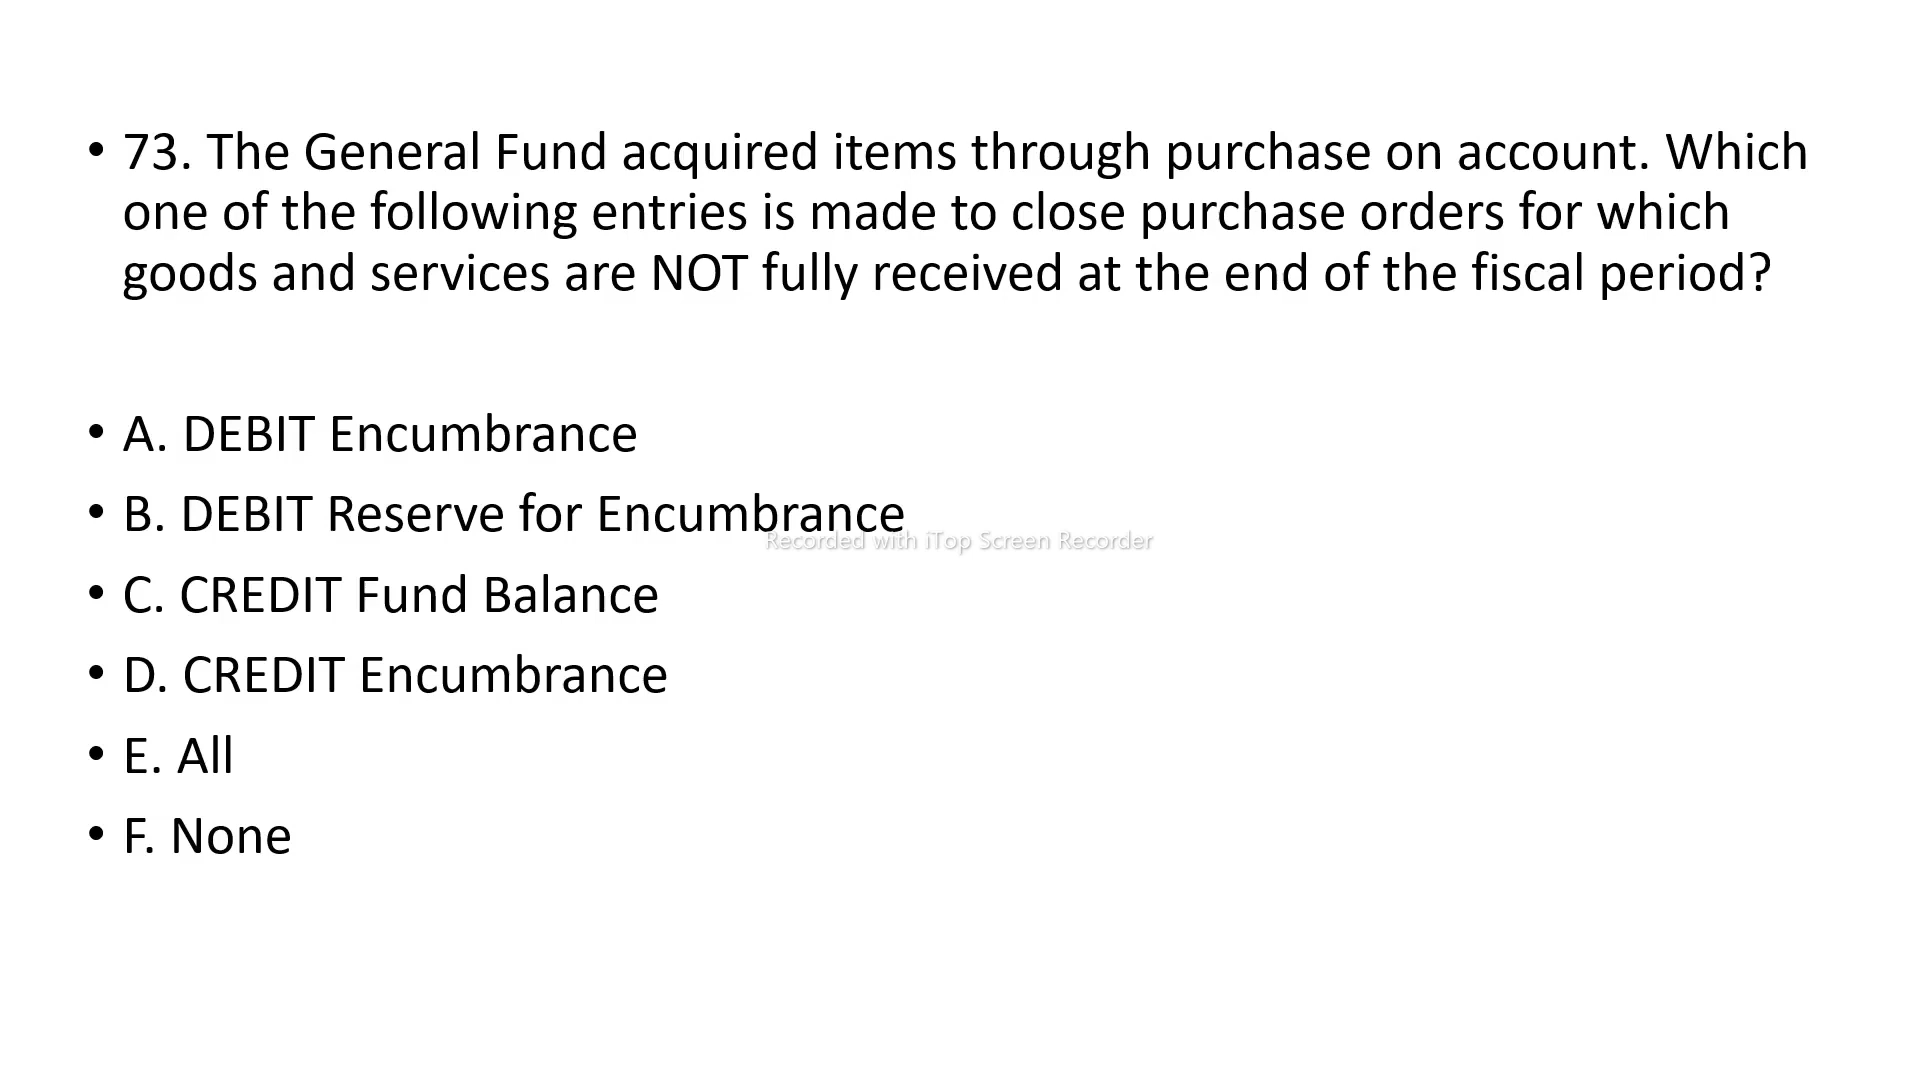 • 73. The General Fund acquired items through purchase on account. Which
one of the following entries is made to close purchase orders for which
goods and services are NOT fully received at the end of the fiscal period?
• A. DEBIT Encumbrance
• B. DEBIT Reserve for Encumbrance
Recorded with iTop Screen Recorder
• C. CREDIT Fund Balance
• D. CREDIT Encumbrance
• E. All
• F. None